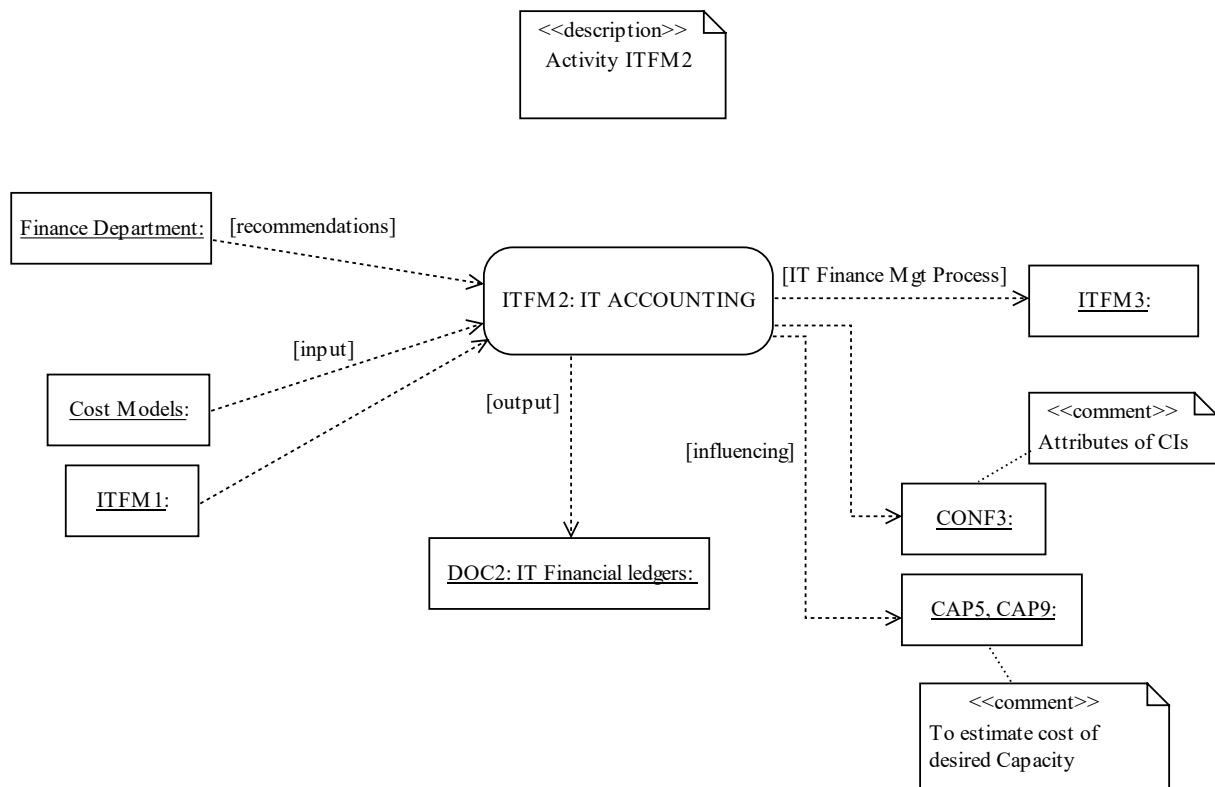 <<description>>
Activity ITFM2
Finance Department:
[recommendations]
ITFM2: IT ACCOUNTING
[IT Finance Mgt Process]
ITFM3:
[input]
Cost Models:
[output]
<<comment>>
Attributes of CIs
[influencing]
ITFM1:
CONF3:
DOC2: IT Financial ledgers:
CAP5, CAP9:
<<comment>>
To estimate cost of
desired Capacity